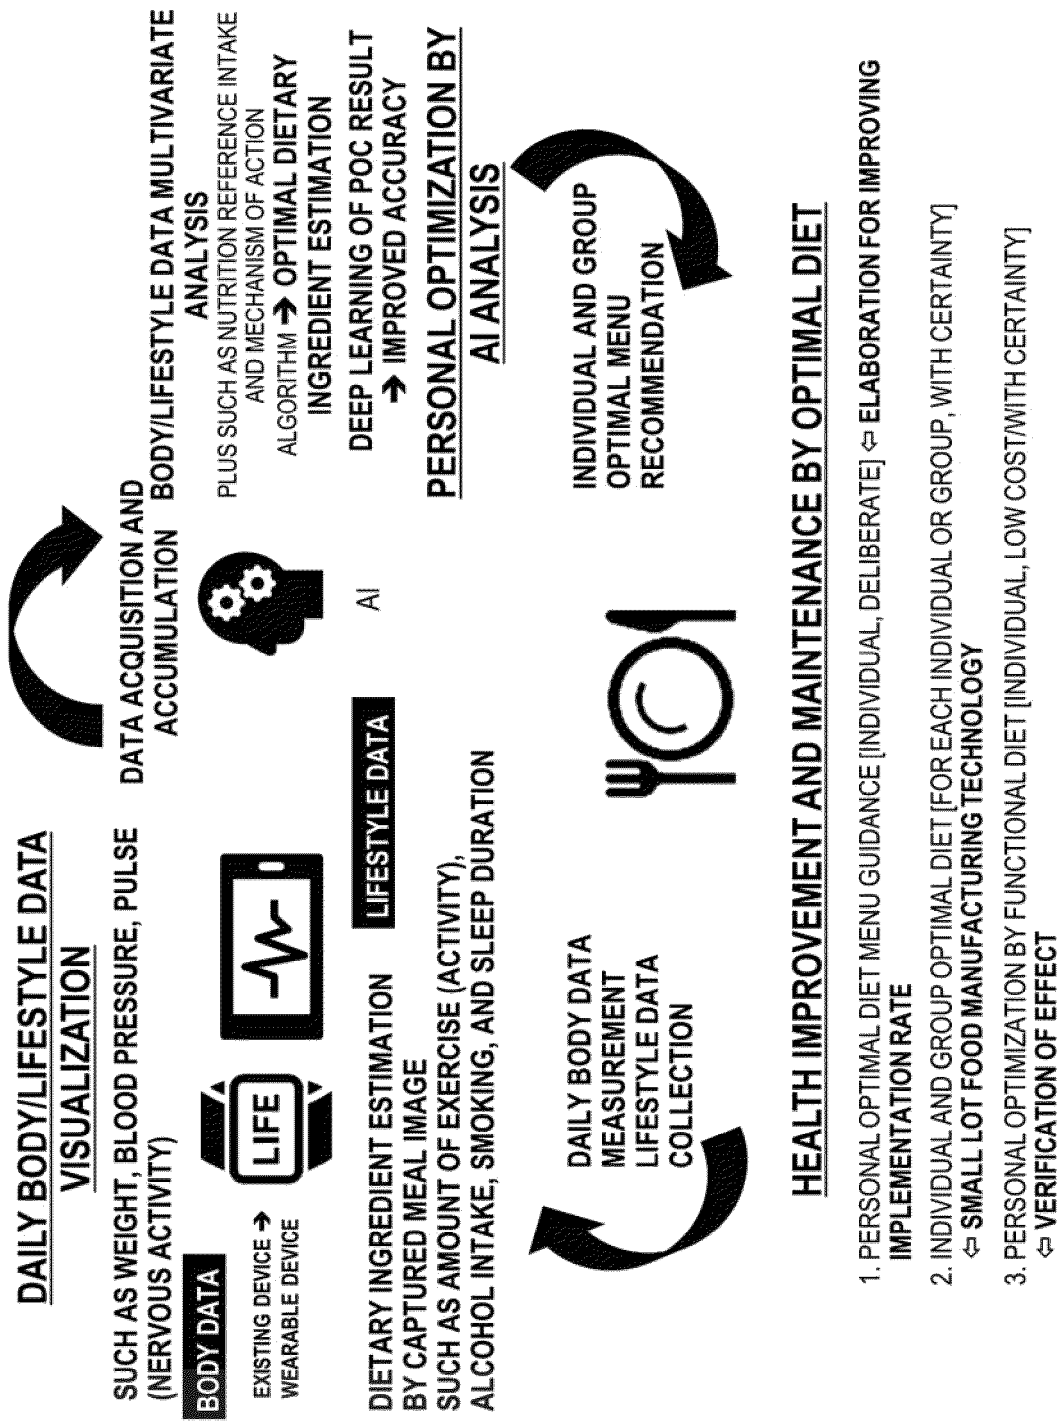 DAILY BODY/LIFESTYLE DATA
VISUALIZATION
SUCH AS WEIGHT, BLOOD PRESSURE, PULSE
(NERVOUS ACTIVITY)
BODY DATA
EXISTING DEVICE ➔
WEARABLE DEVICE
LIFE
LIFESTYLE DATA
DIETARY INGREDIENT ESTIMATION
BY CAPTURED MEAL IMAGE
SUCH AS AMOUNT OF EXERCISE (ACTIVITY),
ALCOHOL INTAKE, SMOKING, AND SLEEP DURATION
DATA ACQUISITION AND
ACCUMULATION
AI
BODY/LIFESTYLE DATA MULTIVARIATE
ANALYSIS
PLUS SUCH AS NUTRITION REFERENCE INTAKE
AND MECHANISM OF ACTION
ALGORITHM ➔ OPTIMAL DIETARY
INGREDIENT ESTIMATION
DEEP LEARNING OF POC RESULT
➔ IMPROVED ACCURACY
PERSONAL OPTIMIZATION BY
AI ANALYSIS
INDIVIDUAL AND GROUP
OPTIMAL MENU
RECOMMENDATION
DAILY BODY DATA
MEASUREMENT
LIFESTYLE DATA
COLLECTION
HEALTH IMPROVEMENT AND MAINTENANCE BY OPTIMAL DIET
1. PERSONAL OPTIMAL DIET MENU GUIDANCE [INDIVIDUAL, DELIBERATE] ⇦ ELABORATION FOR IMPROVING
IMPLEMENTATION RATE
2. INDIVIDUAL AND GROUP OPTIMAL DIET [FOR EACH INDIVIDUAL OR GROUP, WITH CERTAINTY]
⇦ SMALL LOT FOOD MANUFACTURING TECHNOLOGY
3. PERSONAL OPTIMIZATION BY FUNCTIONAL DIET [INDIVIDUAL, LOW COST/WITH CERTAINTY]
⇦ VERIFICATION OF EFFECT